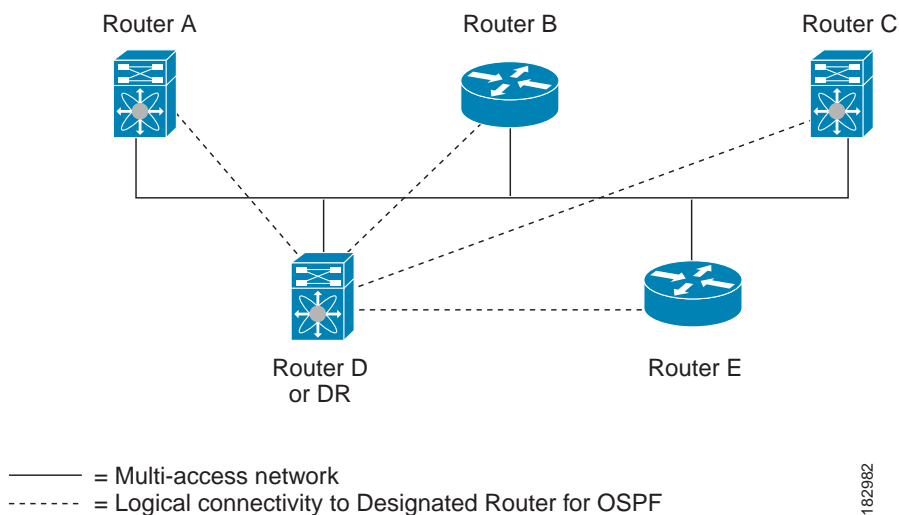 Router A
Router B
Router C
Router D
or DR
Router E
= Multi-access network
= Logical connectivity to Designated Router for OSPF
182982